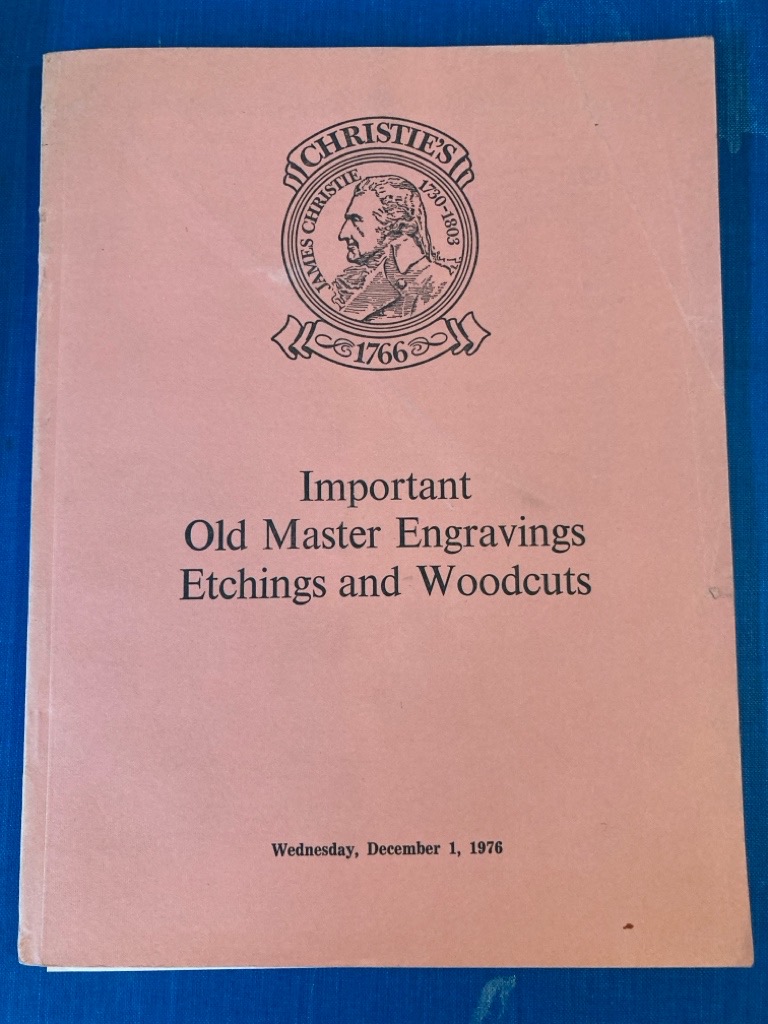 CHRISTIE'S
JAMES CHRISTIE 1730-1803
1766
Important
Old Master Engravings
Etchings and Woodcuts
Wednesday, December 1, 1976